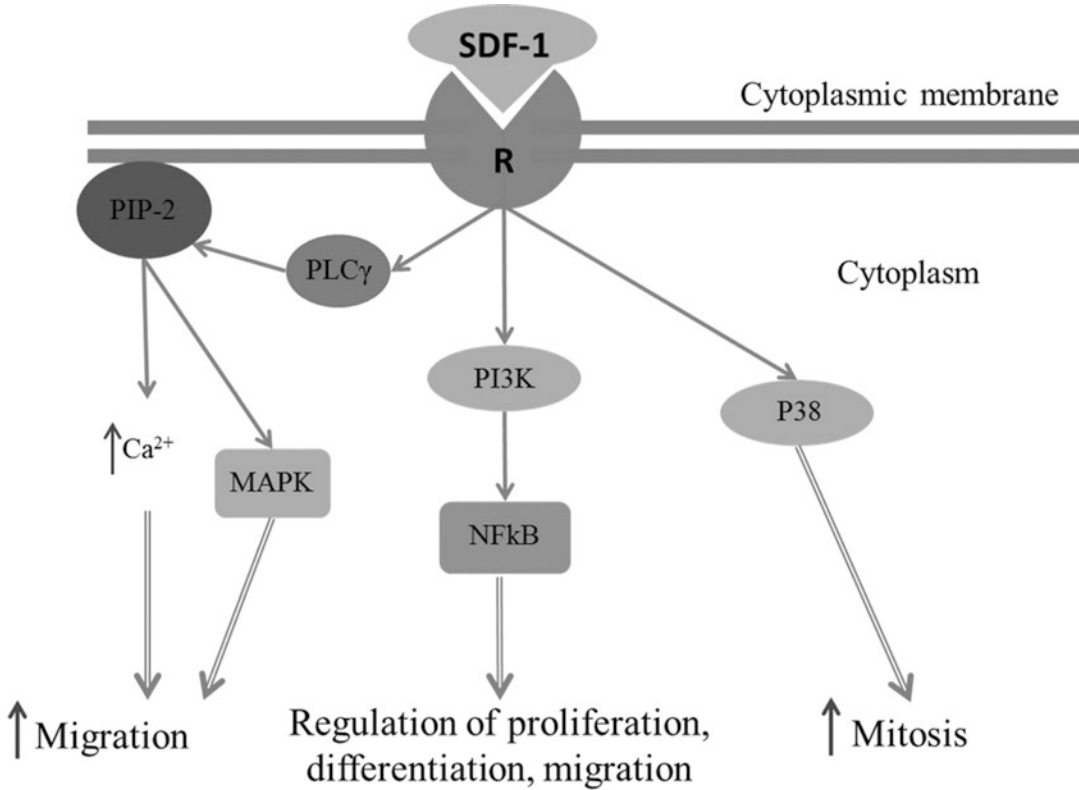 SDF-1
Cytoplasmic membrane
R
PIP-2
PLCγ
Cytoplasm
PI3K
P38
↑Ca²⁺
MAPK
NFkB
↑ Migration
Regulation of proliferation,
differentiation, migration
↑ Mitosis